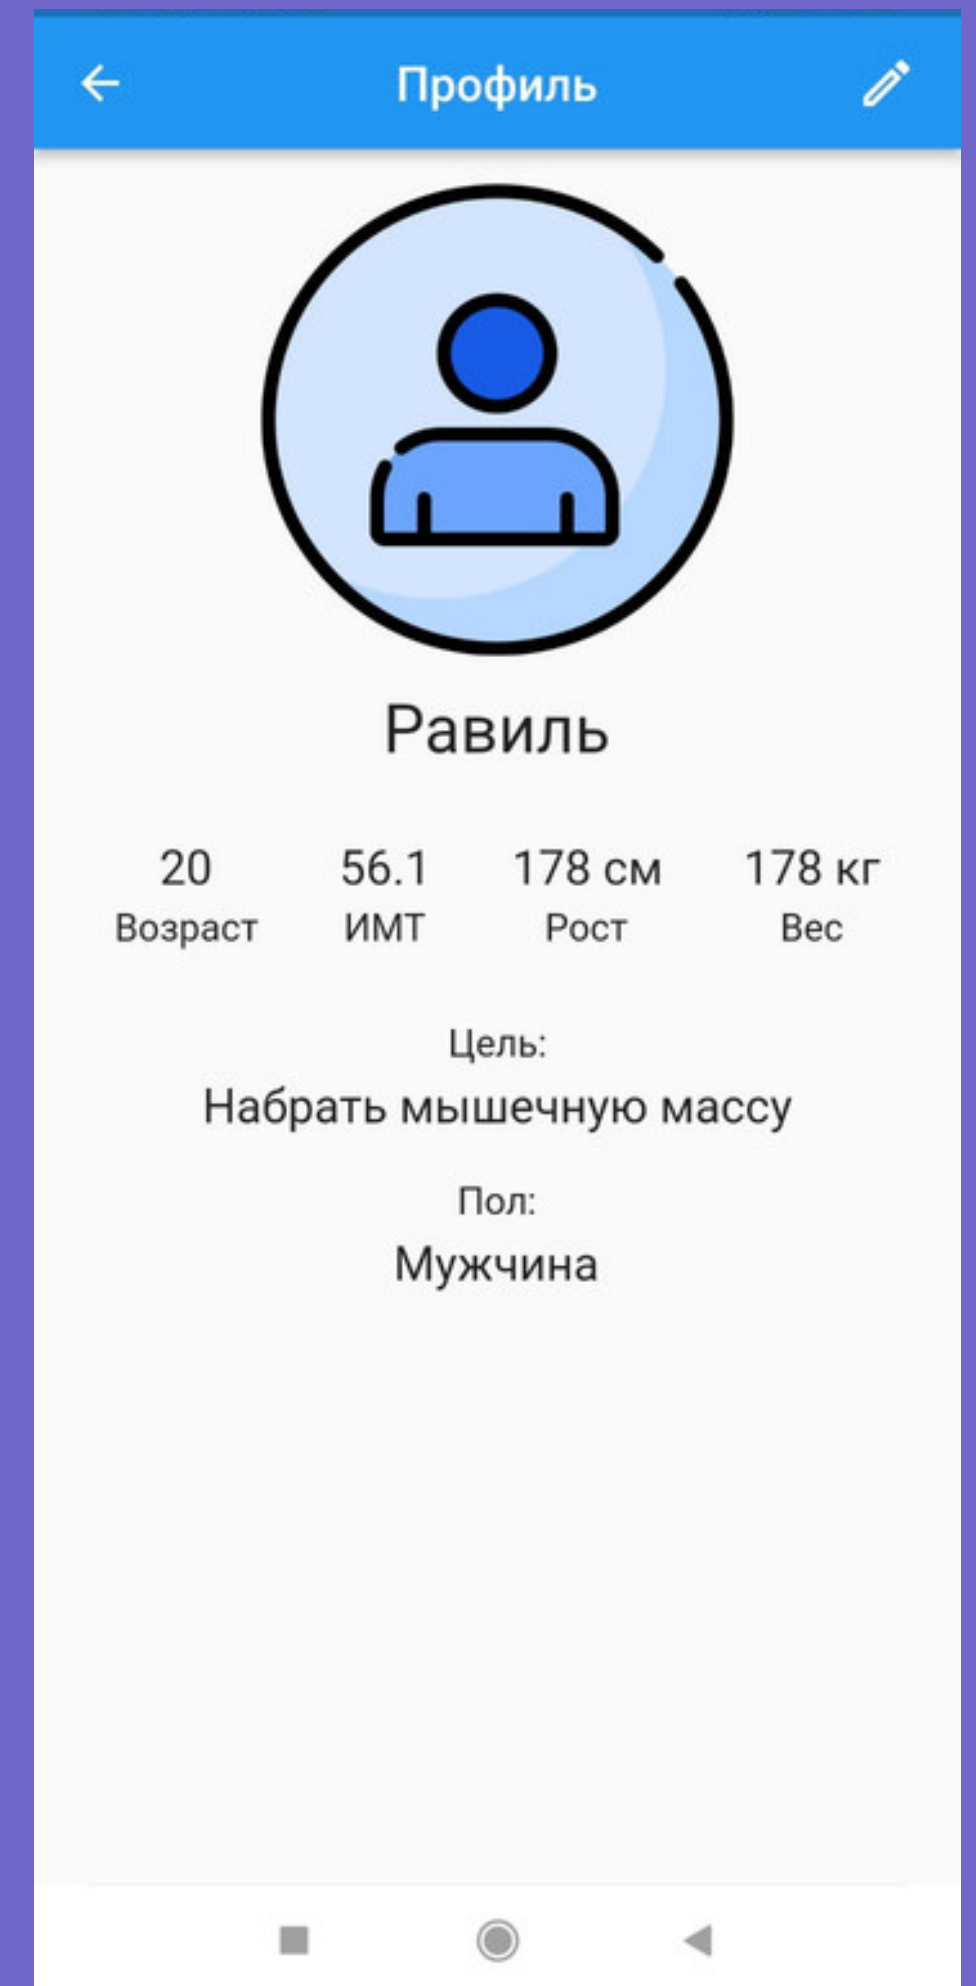 Профиль
Равиль
20 56.1 178 см 178 кг
Возраст ИМТ Рост Вес
Цель:
Набрать мышечную массу
Пол:
Мужчина